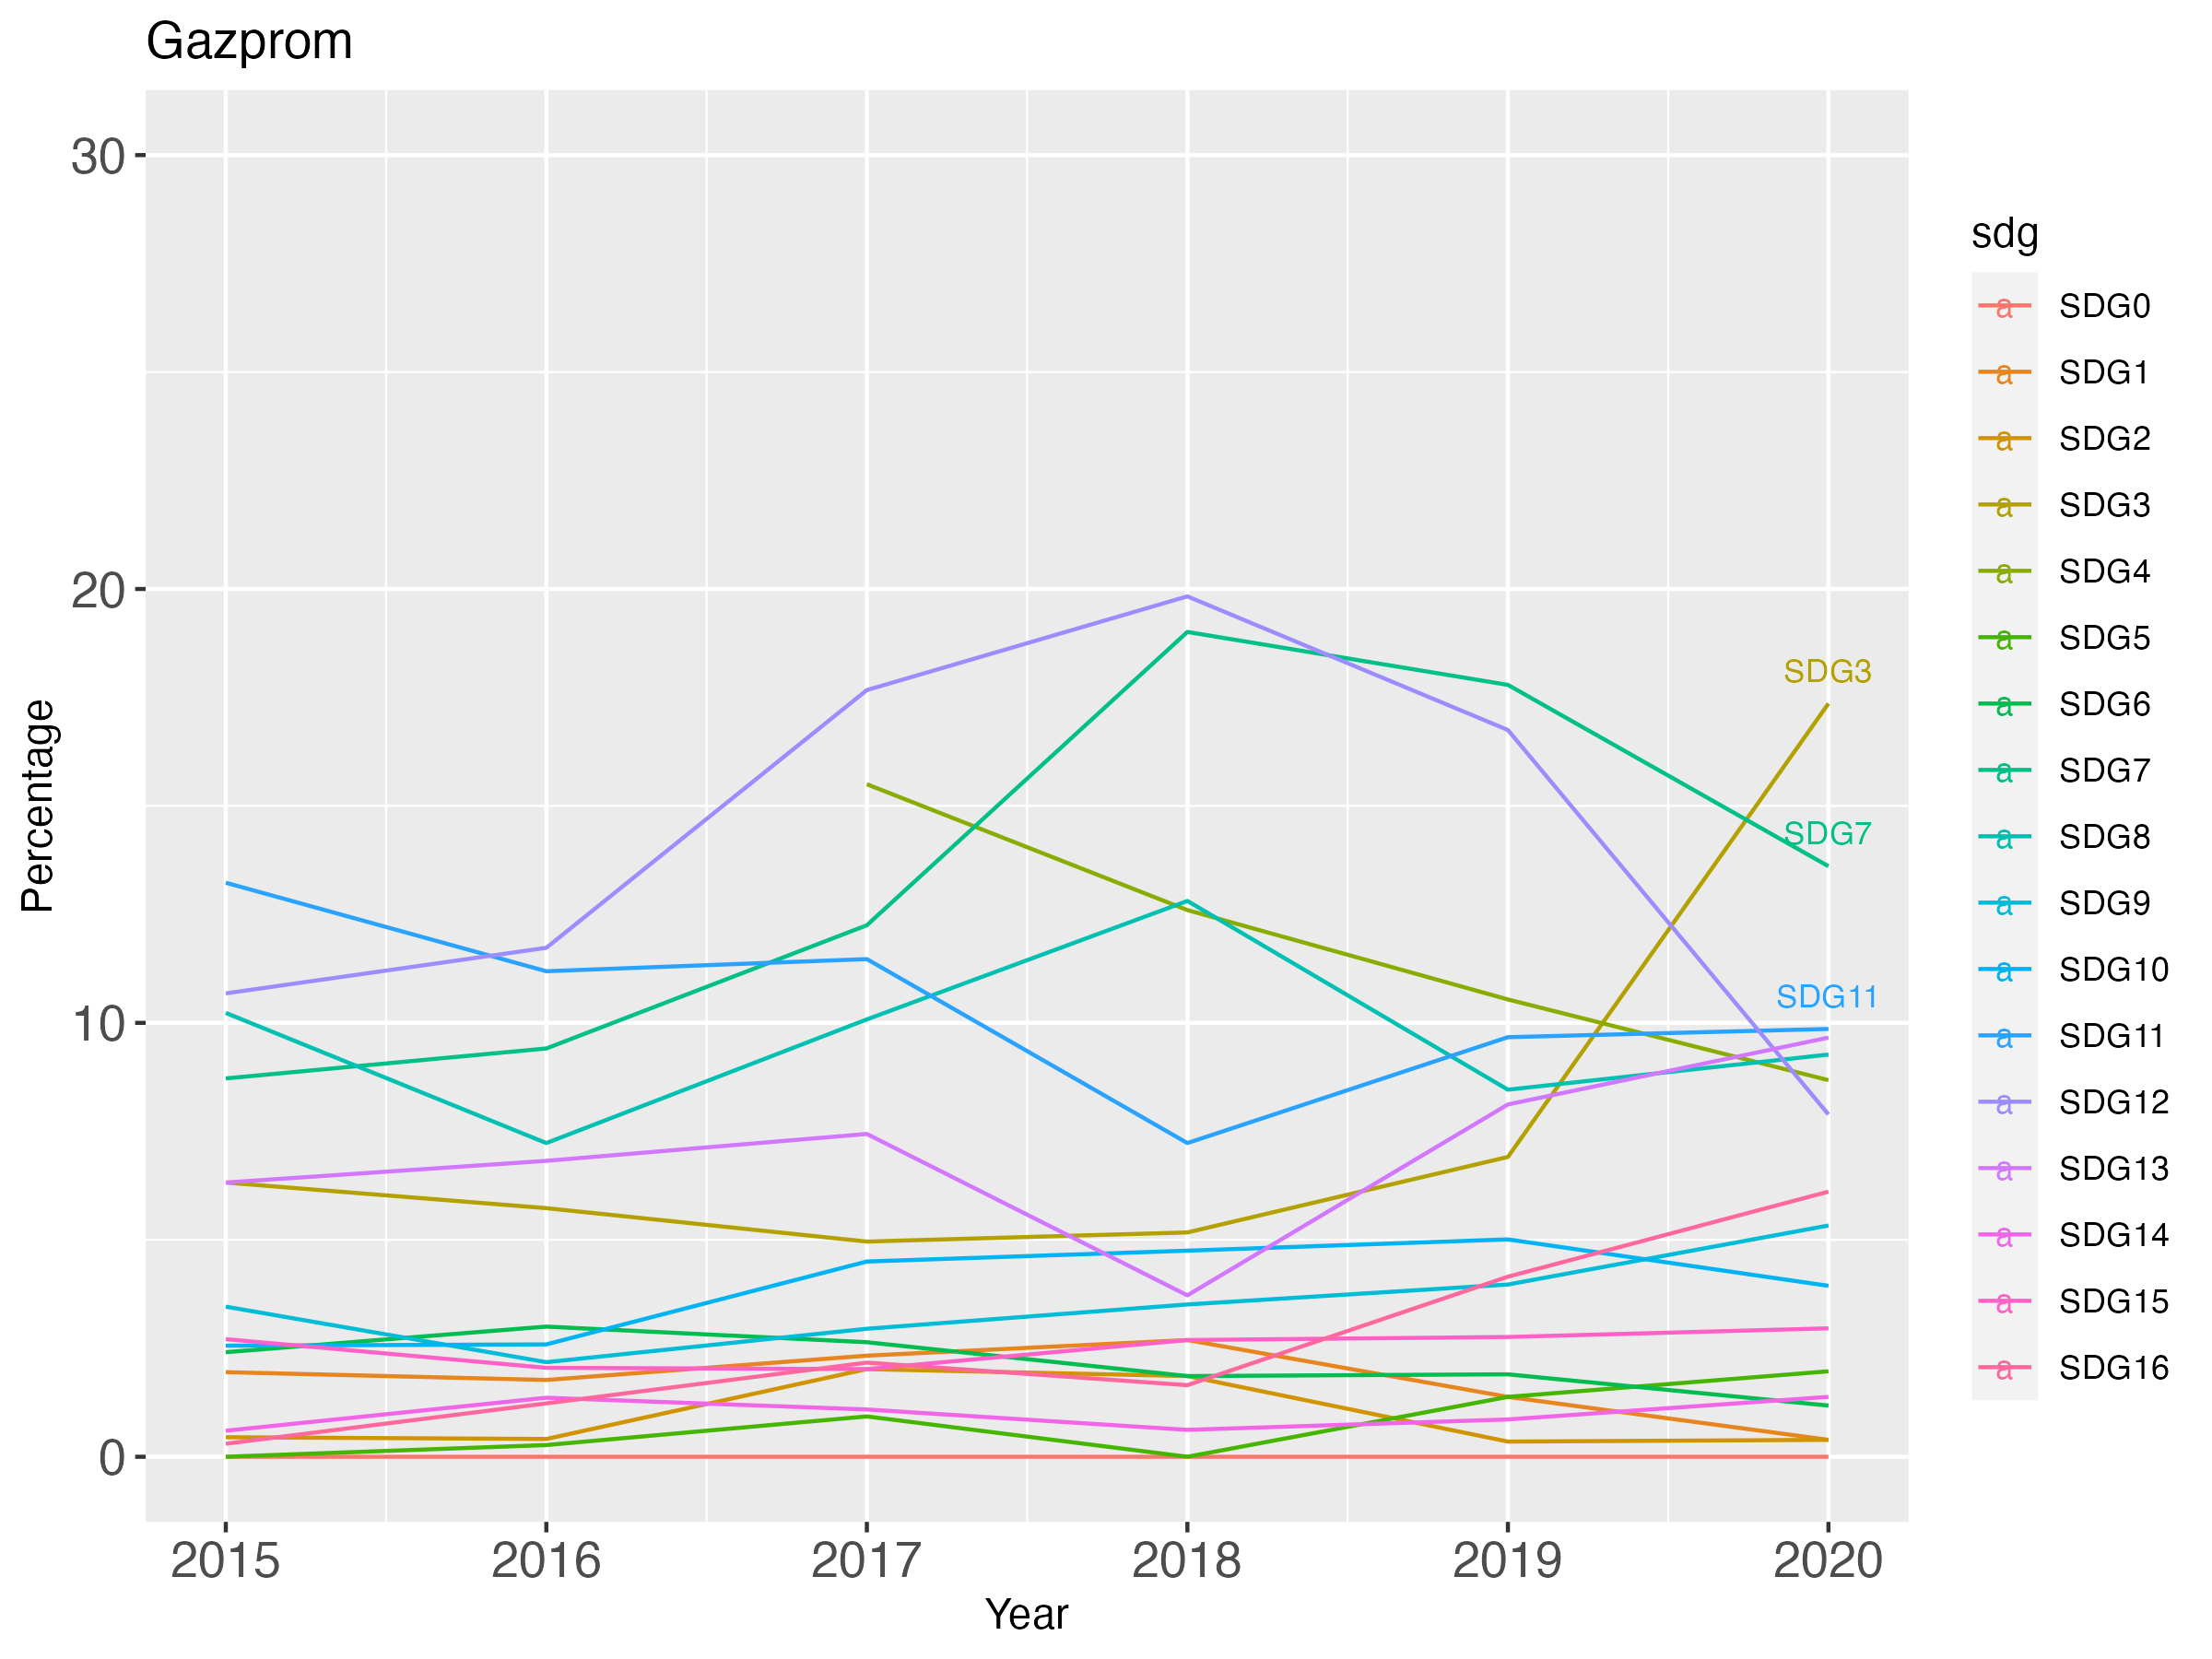 Gazprom
30
20
10
0
Percentage
2015 2016 2017 2018 2019 2020
Year
SDG3
SDG7
SDG11
sdg
a SDG0
a SDG1
a SDG2
a SDG3
a SDG4
a SDG5
a SDG6
a SDG7
a SDG8
a SDG9
a SDG10
a SDG11
a SDG12
a SDG13
a SDG14
a SDG15
a SDG16